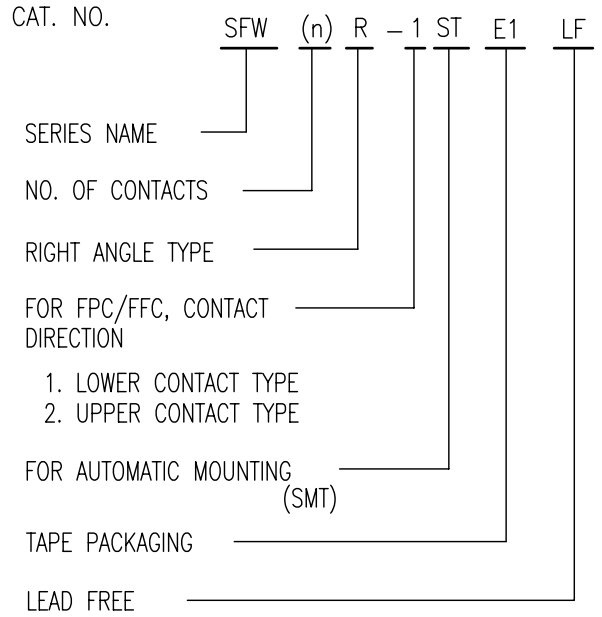 CAT. NO.
SFW (n) R - 1 ST E1 LF
SERIES NAME
NO. OF CONTACTS
RIGHT ANGLE TYPE
FOR FPC/FFC, CONTACT
DIRECTION
1. LOWER CONTACT TYPE
2. UPPER CONTACT TYPE
FOR AUTOMATIC MOUNTING
(SMT)
TAPE PACKAGING
LEAD FREE